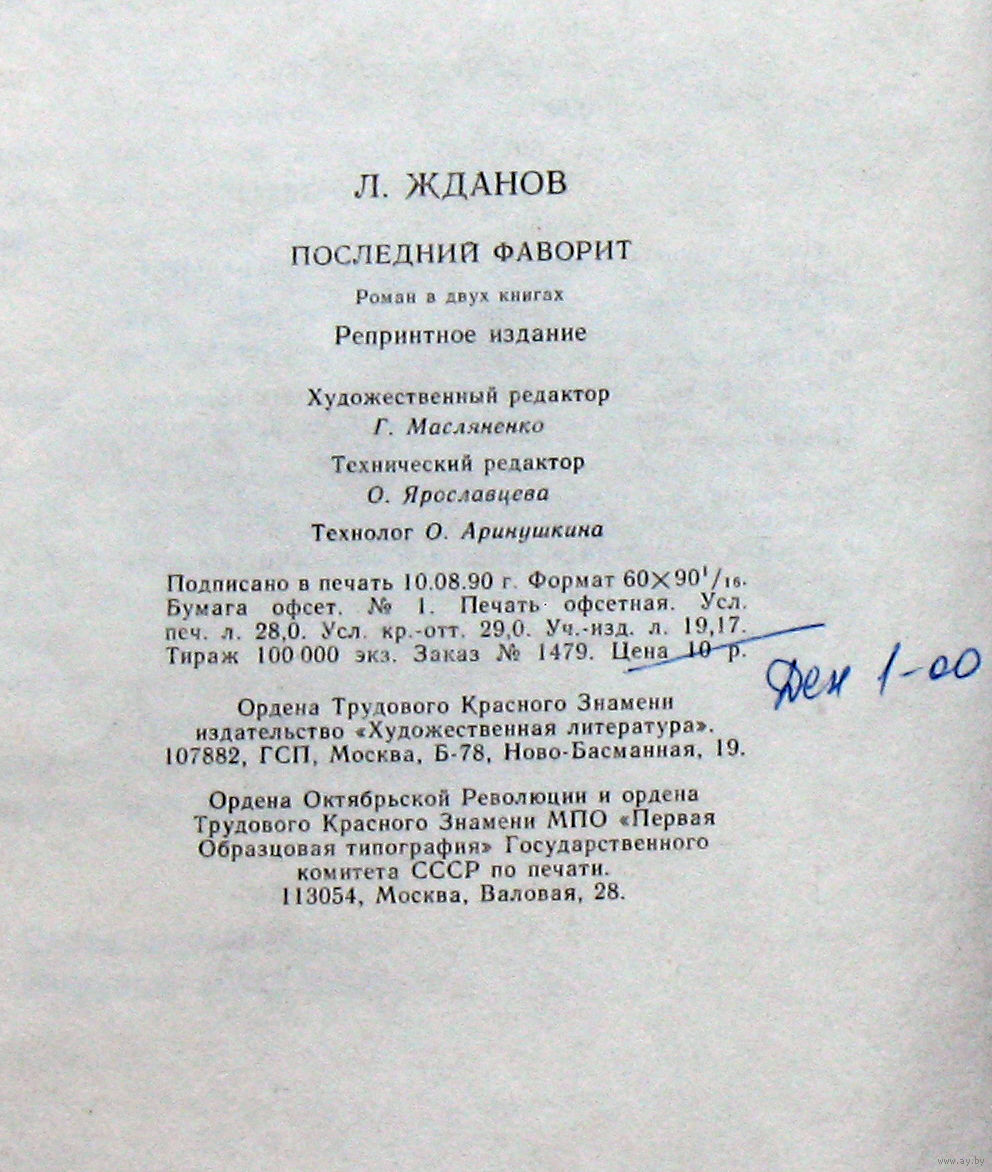 Л. ЖДАНОВ
ПОСЛЕДНИЙ ФАВОРИТ
Роман в двух книгах
Репринтное издание
Художественный редактор
Г. Масляненко
Технический редактор
О. Ярославцева
Технолог О. Аринушкина
Подписано в печать 10.08.90 г. Формат 60×90¹/₁₆.
Бумага офсет. № 1. Печать офсетная. Усл.
печ. л. 28,0. Усл. кр.-отт. 29,0. Уч.-изд. л. 19,17.
Тираж 100 000 экз. Заказ № 1479. Цена 10 р.
Ден 1-00
Ордена Трудового Красного Знамени
издательство «Художественная литература».
107882, ГСП, Москва, Б-78, Ново-Басманная, 19.
Ордена Октябрьской Революции и ордена
Трудового Красного Знамени МПО «Первая
Образцовая типография» Государственного
комитета СССР по печати.
113054, Москва, Валовая, 28.
www.ay.by